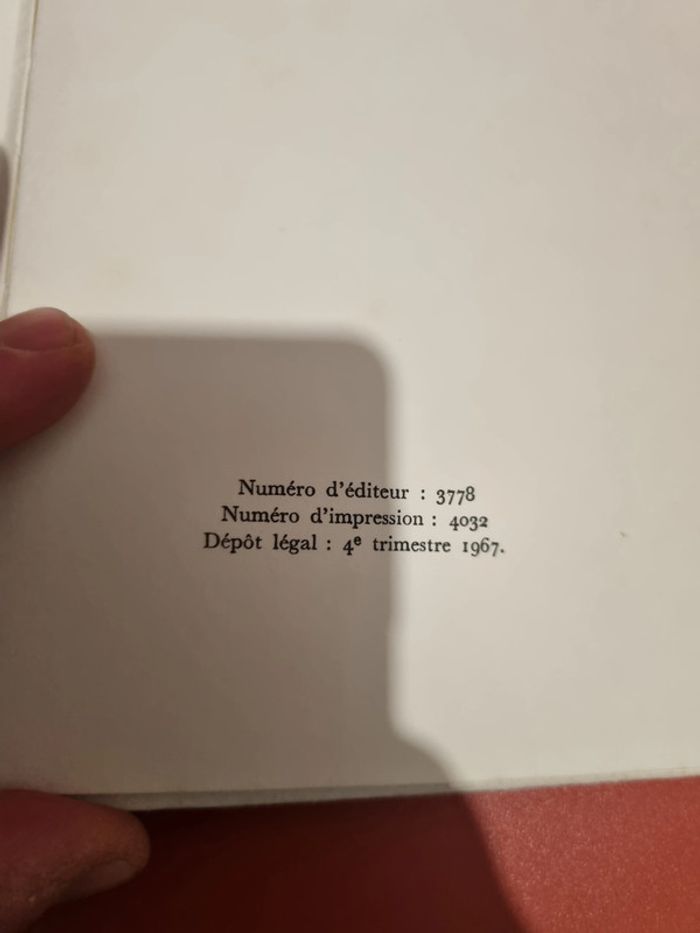 Numéro d'éditeur : 3778
Numéro d'impression : 4032
Dépôt légal : 4e trimestre 1967.